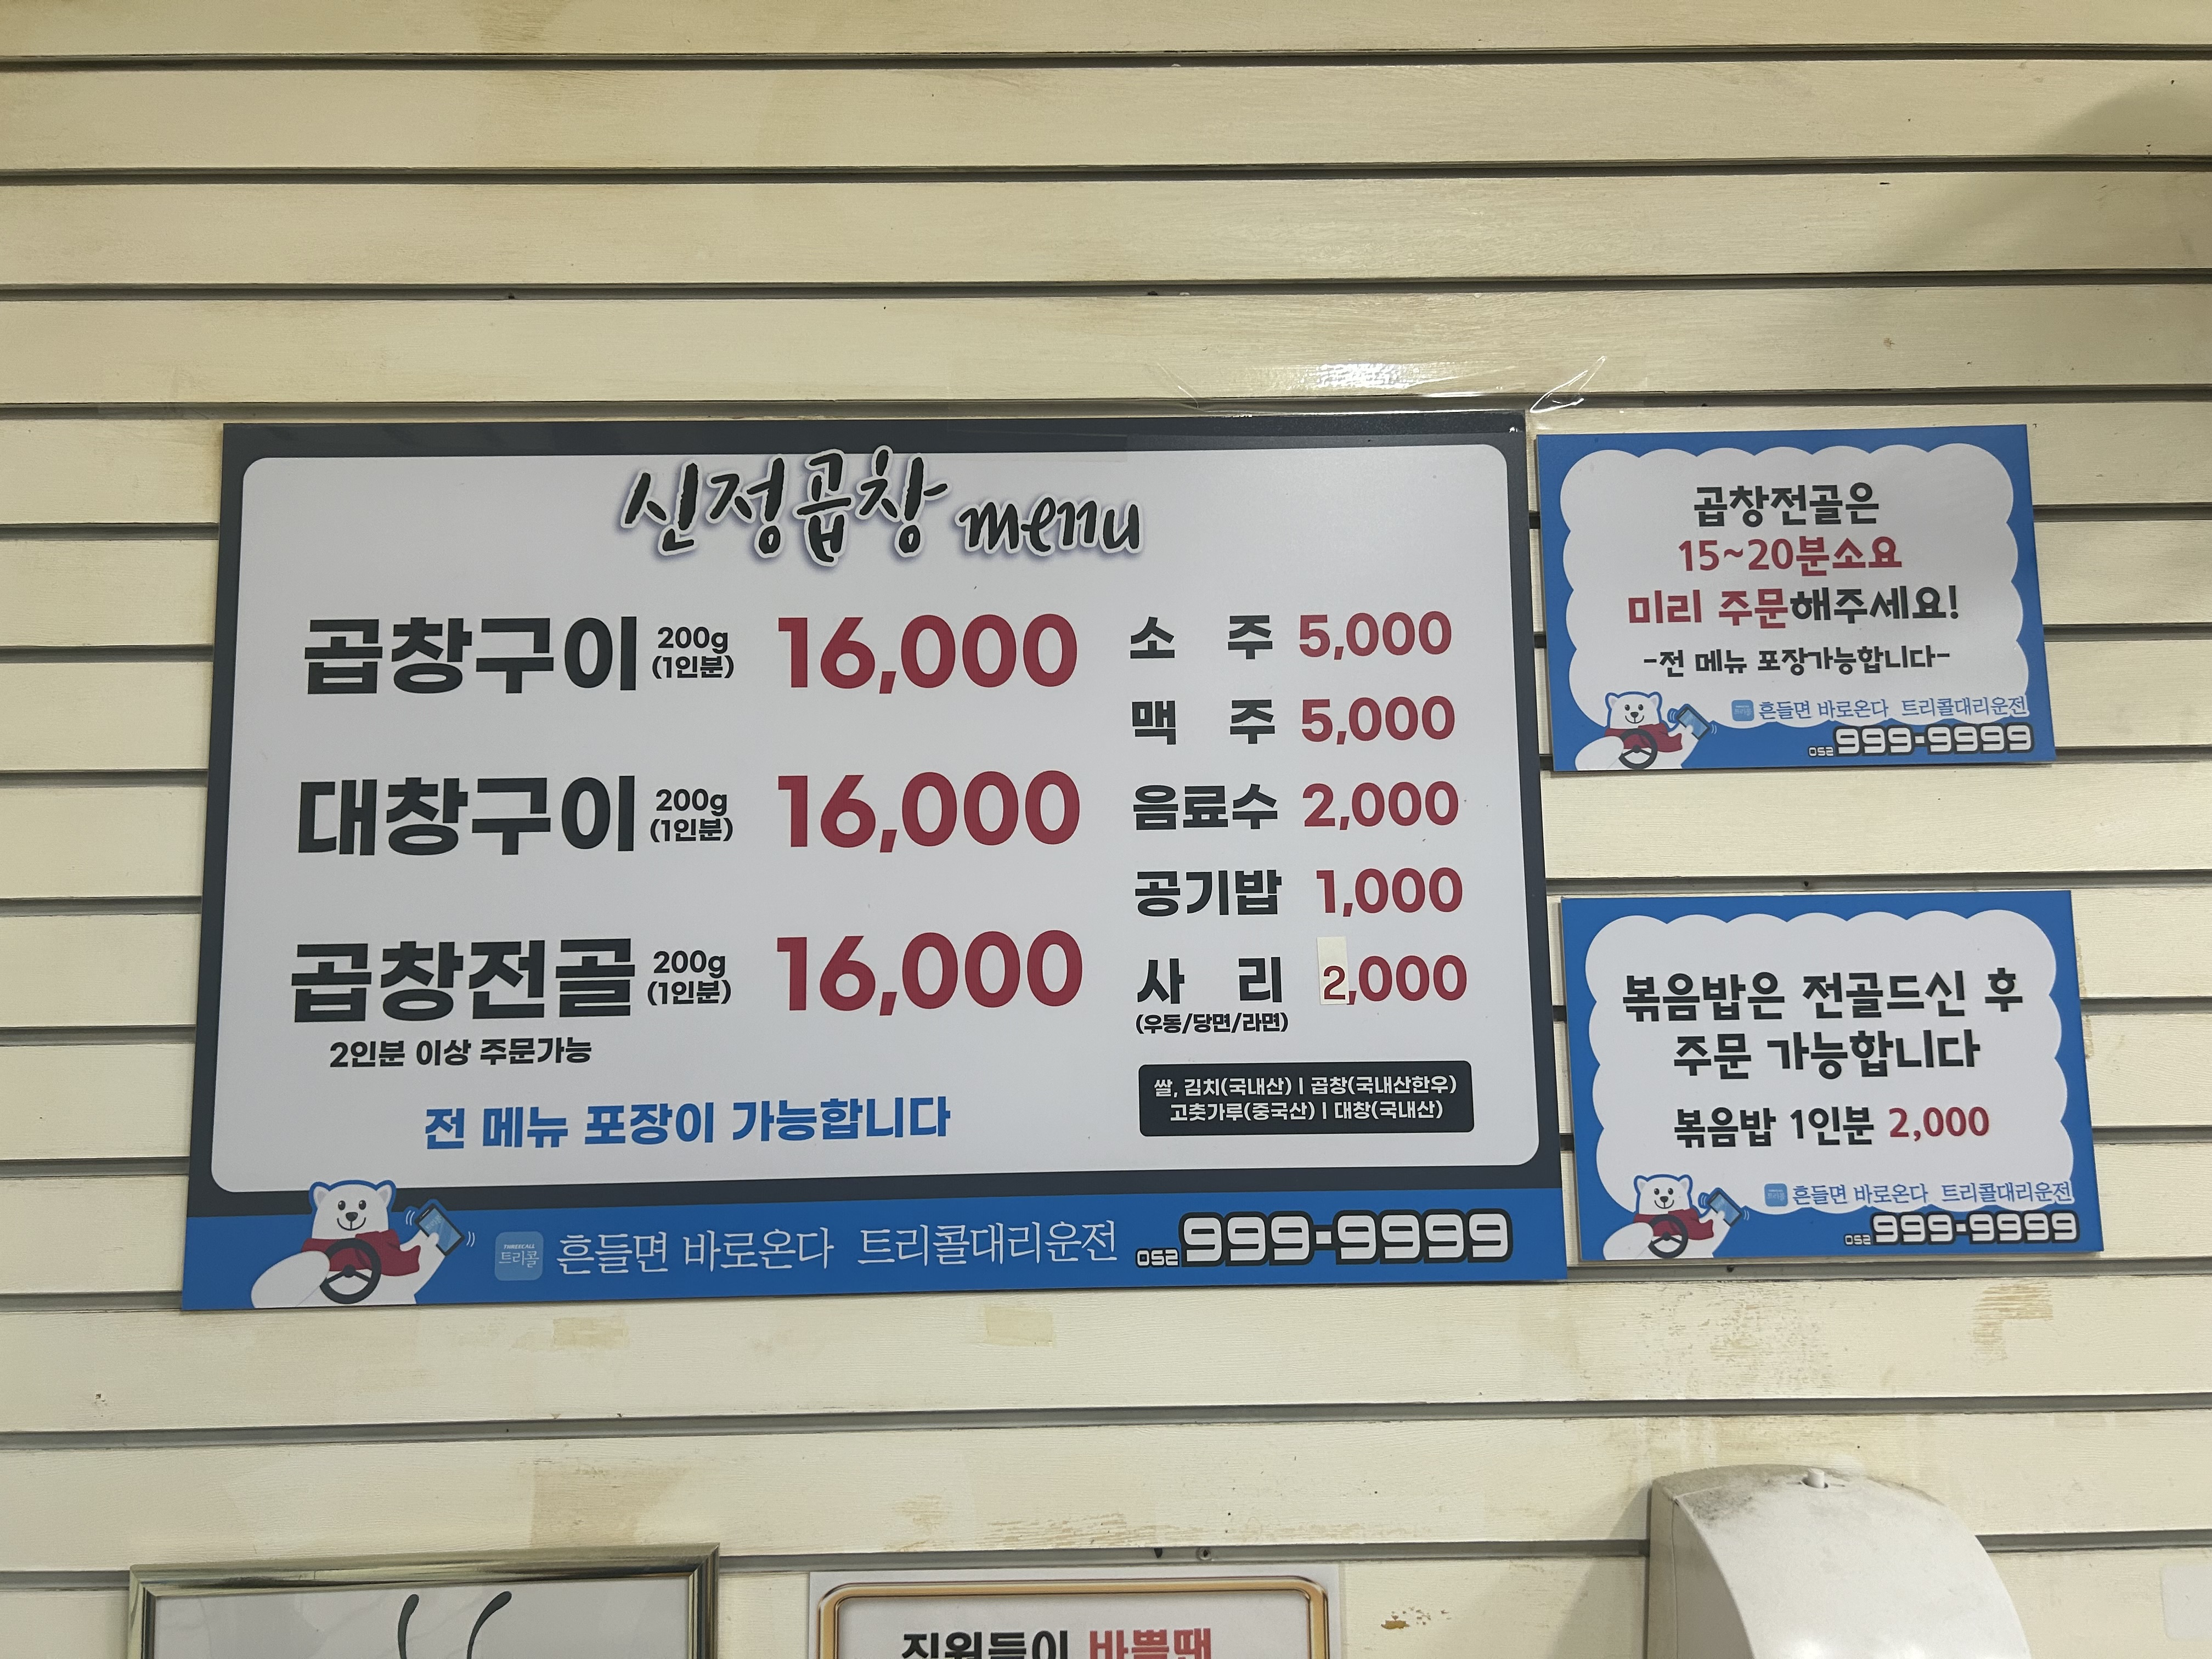 신정곱창 menu
곱창구이 200g (1인분) 16,000
대창구이 200g (1인분) 16,000
곱창전골 200g (1인분) 16,000
2인분 이상 주문가능
전 메뉴 포장이 가능합니다
소 주 5,000
맥 주 5,000
음료수 2,000
공기밥 1,000
사 리 2,000
(우동/당면/라면)
쌀, 김치(국내산) | 곱창(국내산한우)
고춧가루(중국산) | 대창(국내산)
THREECALL
트리콜
흔들면 바로온다 트리콜대리운전 052 999-9999
곱창전골은
15~20분소요
미리 주문해주세요!
-전 메뉴 포장가능합니다-
흔들면 바로온다 트리콜대리운전
052 999-9999
볶음밥은 전골드신 후
주문 가능합니다
볶음밥 1인분 2,000
흔들면 바로온다 트리콜대리운전
052 999-9999
직원들이 바쁠땐